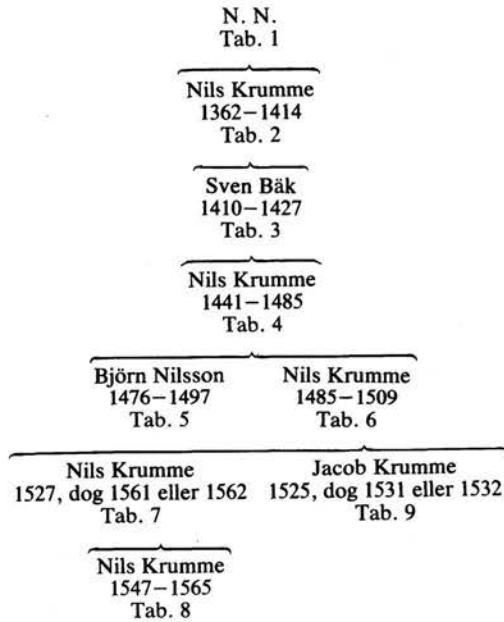 N. N.
Tab. 1
Nils Krumme
1362–1414
Tab. 2
Sven Bäk
1410–1427
Tab. 3
Nils Krumme
1441–1485
Tab. 4
Björn Nilsson Nils Krumme
1476–1497 1485–1509
Tab. 5 Tab. 6
Nils Krumme Jacob Krumme
1527, dog 1561 eller 1562 1525, dog 1531 eller 1532
Tab. 7 Tab. 9
Nils Krumme
1547–1565
Tab. 8